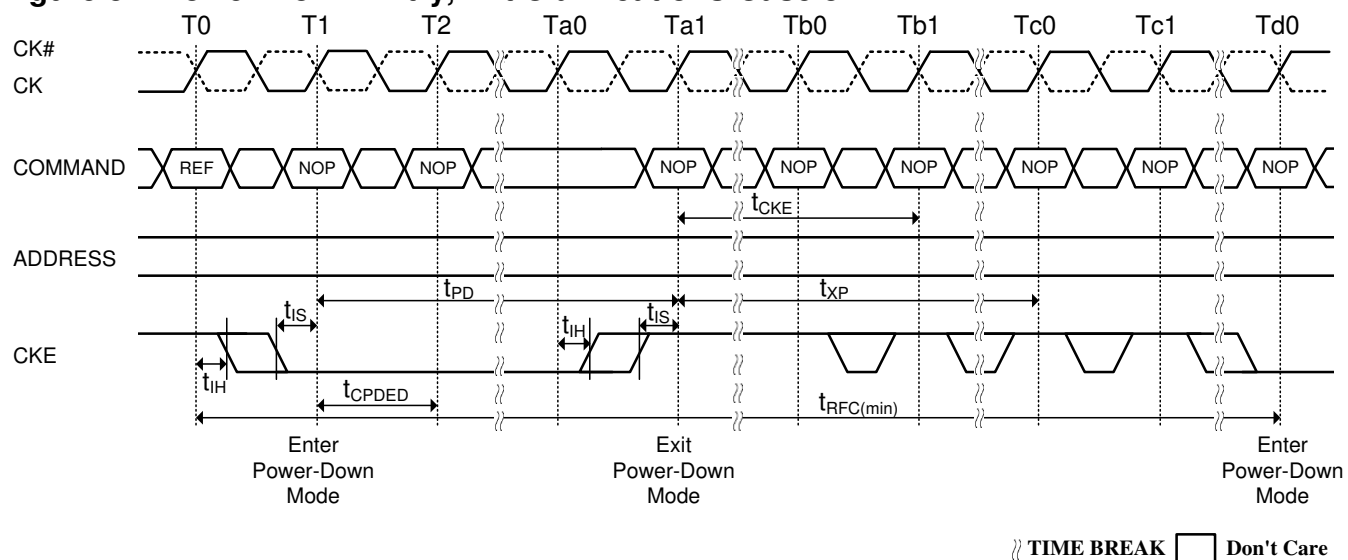 T0 T1 T2 Ta0 Ta1 Tb0 Tb1 Tc0 Tc1 Td0
CK#
CK
COMMAND REF NOP NOP NOP NOP NOP NOP NOP NOP
tCKE
ADDRESS
tPD tXP
tIS tIH tIS
CKE
tIH tCPDED tRFC(min)
Enter Power-Down Mode
Exit Power-Down Mode
Enter Power-Down Mode
TIME BREAK Don't Care